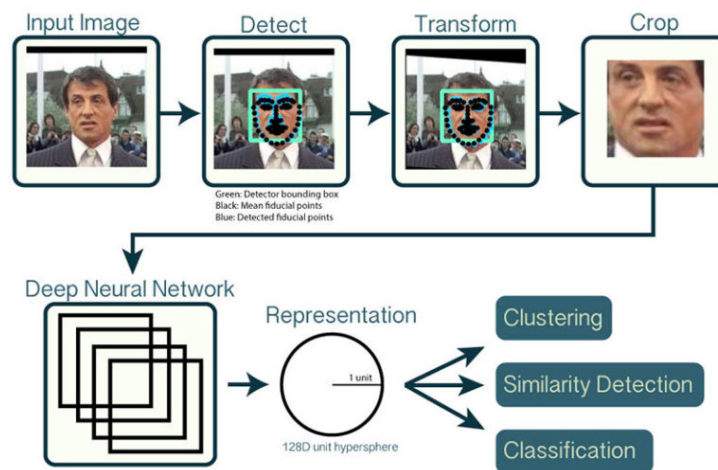 Input Image
Detect
Transform
Crop
Green: Detector bounding box
Black: Mean fiducial points
Blue: Detected fiducial points
Deep Neural Network
Representation
1 unit
128D unit hypersphere
Clustering
Similarity Detection
Classification